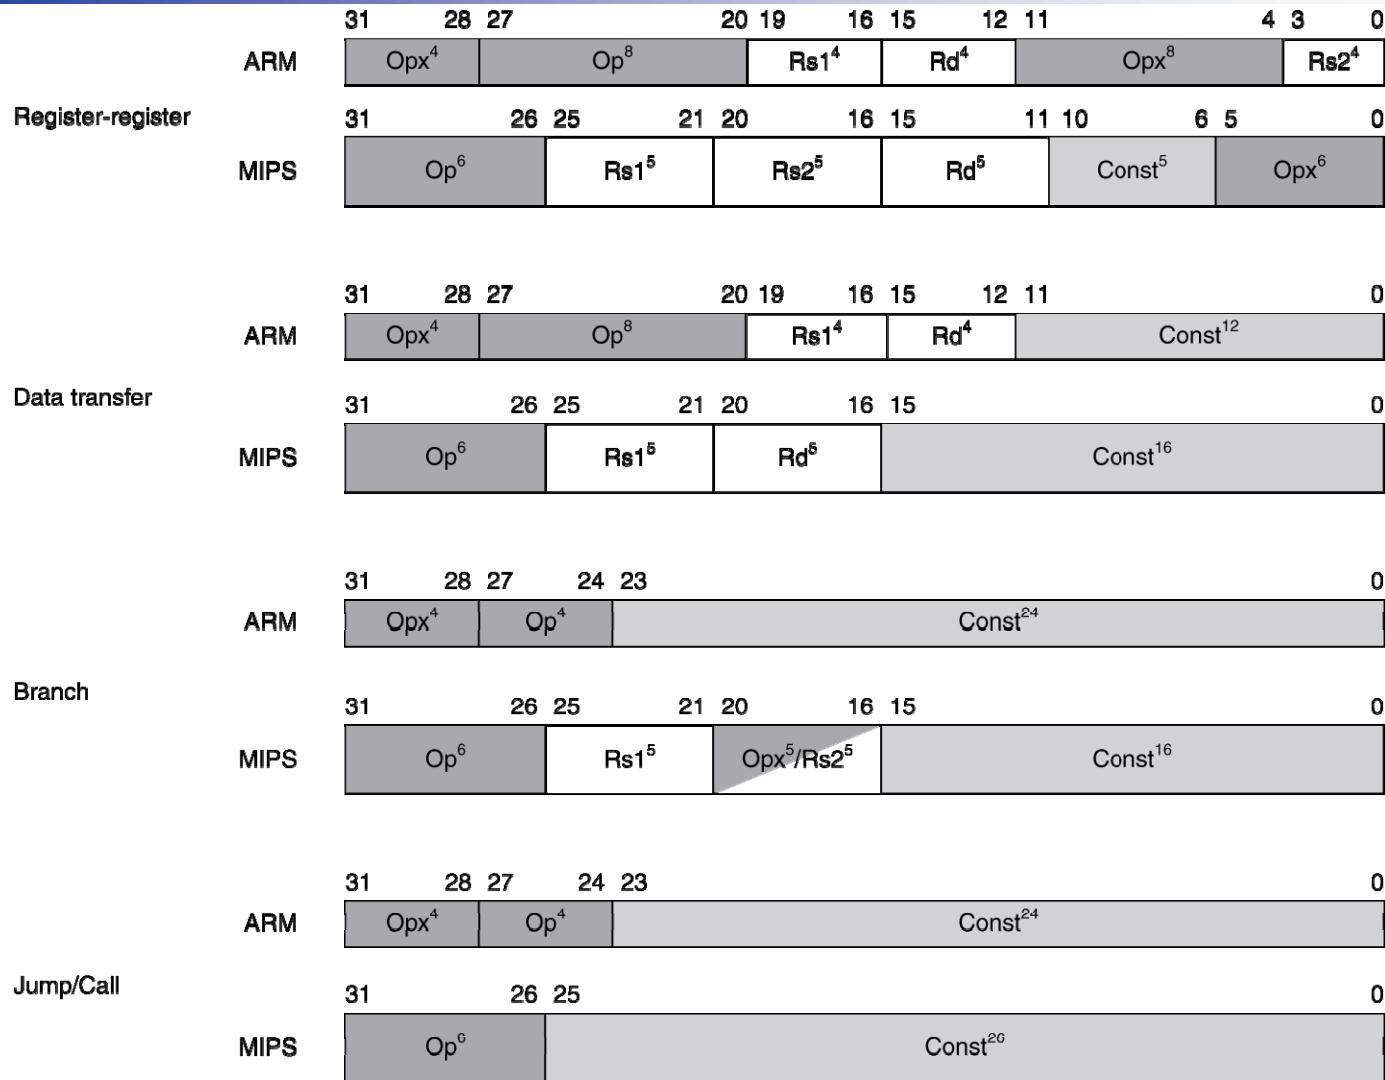 31 28 27 20 19 16 15 12 11 4 3 0
ARM Opx⁴ Op⁸ Rs1⁴ Rd⁴ Opx⁸ Rs2⁴
Register-register
31 26 25 21 20 16 15 11 10 6 5 0
MIPS Op⁶ Rs1⁵ Rs2⁵ Rd⁵ Const⁵ Opx⁶
31 28 27 20 19 16 15 12 11 0
ARM Opx⁴ Op⁸ Rs1⁴ Rd⁴ Const¹²
Data transfer
31 26 25 21 20 16 15 0
MIPS Op⁶ Rs1⁵ Rd⁵ Const¹⁶
31 28 27 24 23 0
ARM Opx⁴ Op⁴ Const²⁴
Branch
31 26 25 21 20 16 15 0
MIPS Op⁶ Rs1⁵ Opx⁵/Rs2⁵ Const¹⁶
31 28 27 24 23 0
ARM Opx⁴ Op⁴ Const²⁴
Jump/Call
31 26 25 0
MIPS Op⁶ Const²⁶